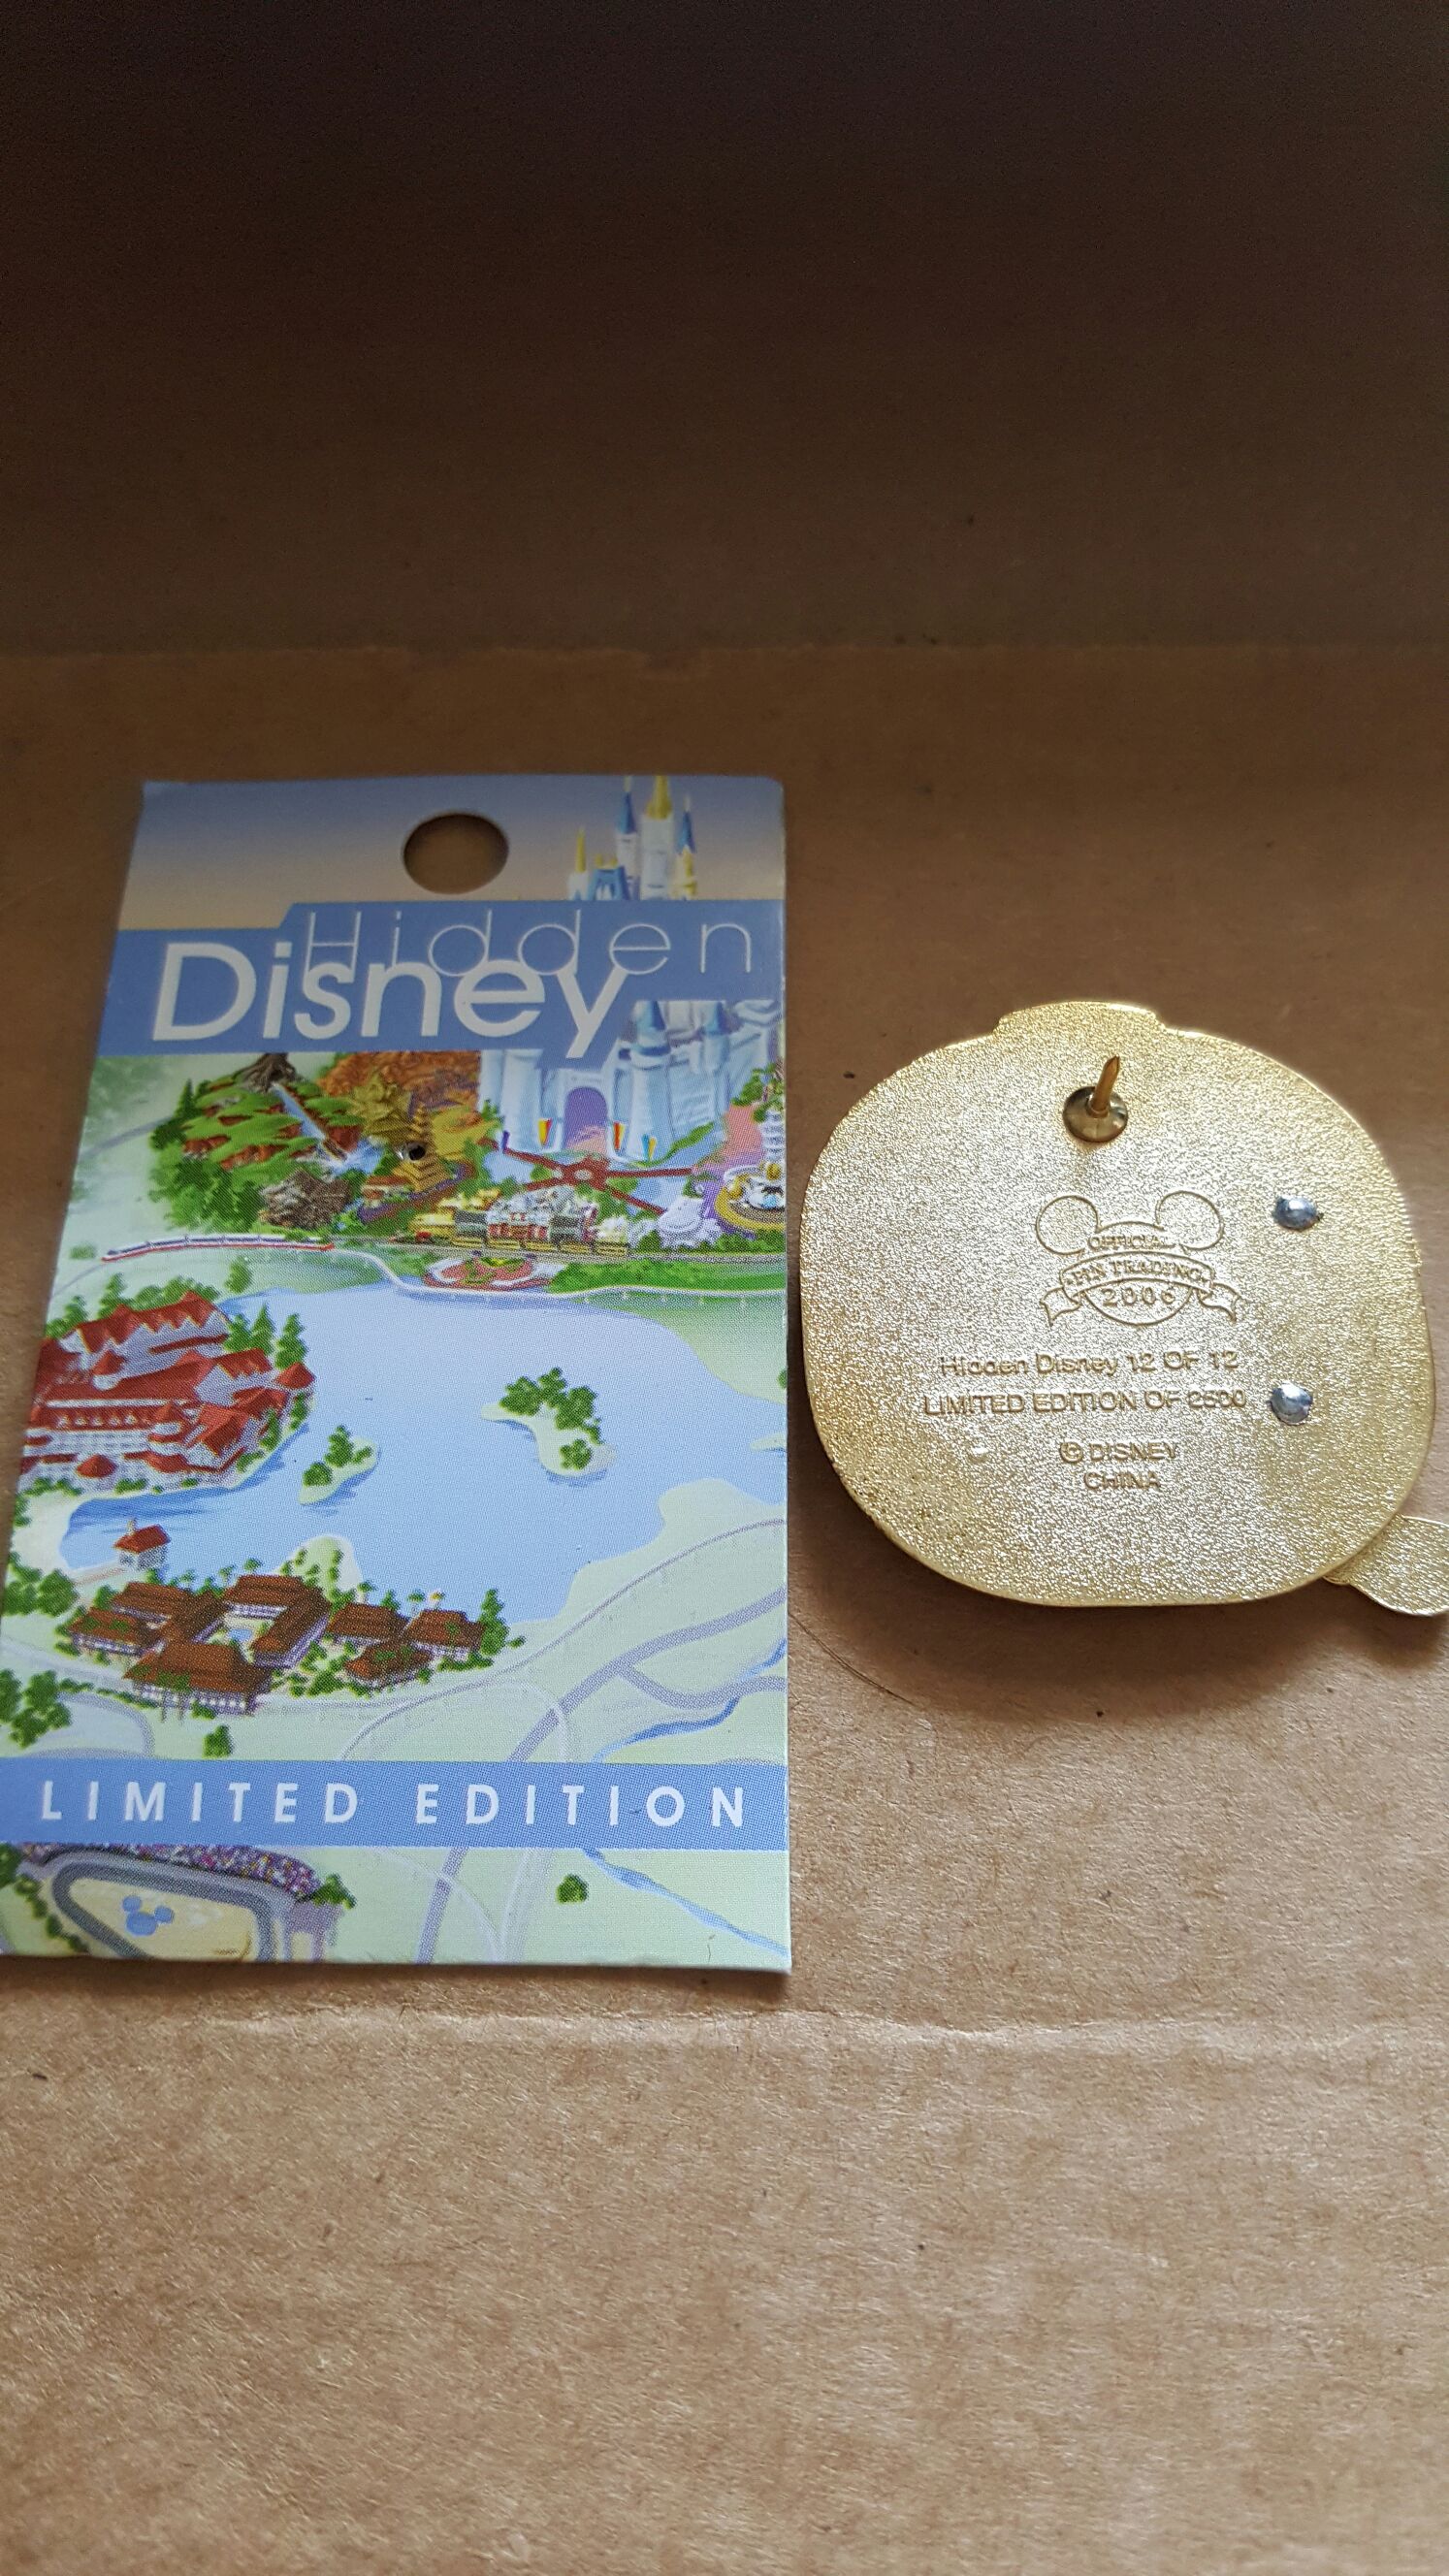 Hidden
Disney
LIMITED EDITION
OFFICIAL
PIN TRADING
2006
Hidden Disney 12 OF 12
LIMITED EDITION OF 2500
© DISNEY
CHINA